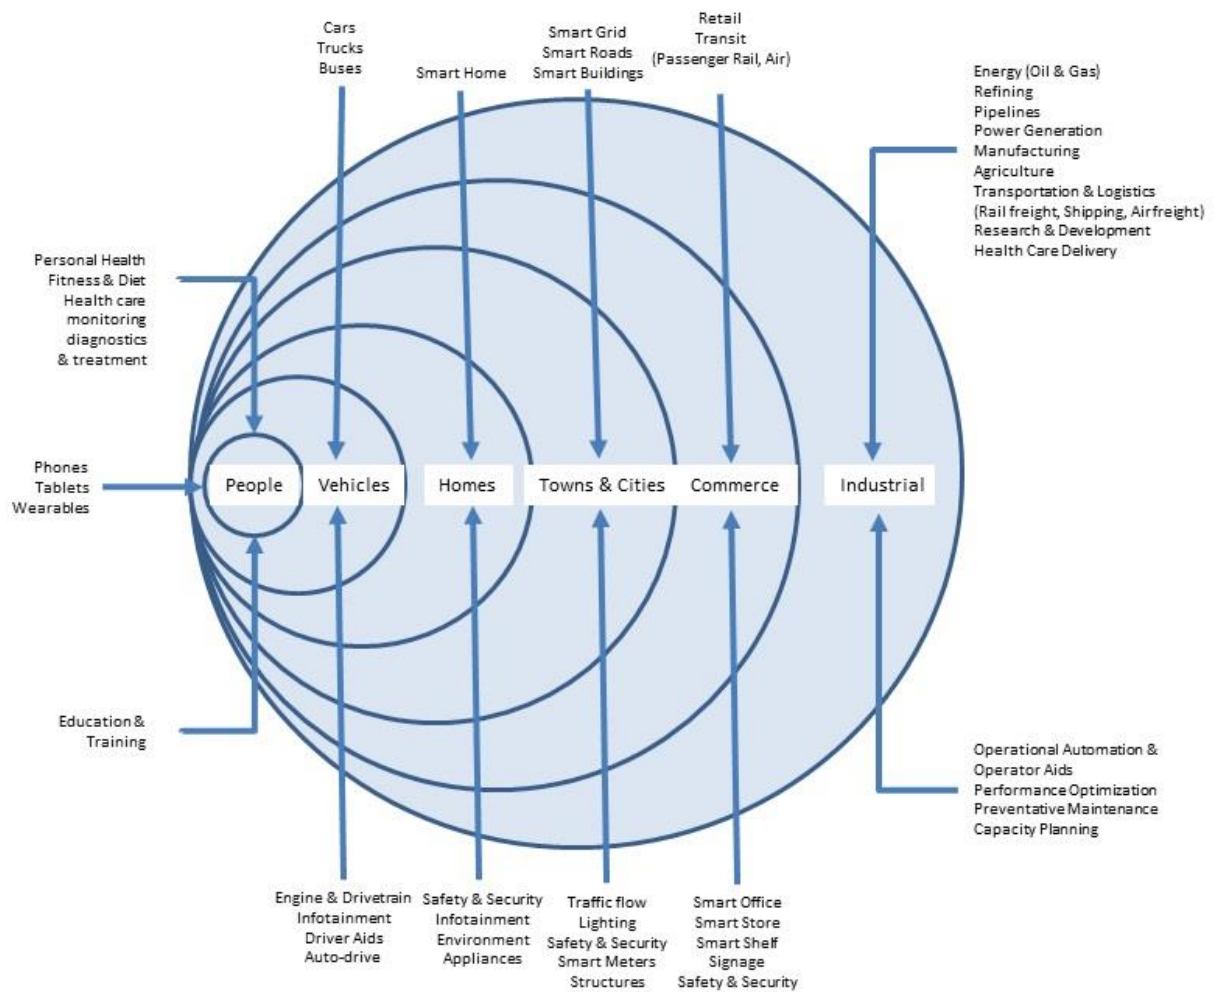 Cars
Trucks
Buses
Smart Home
Smart Grid
Smart Roads
Smart Buildings
Retail
Transit
(Passenger Rail, Air)
Energy (Oil & Gas)
Refining
Pipelines
Power Generation
Manufacturing
Agriculture
Transportation & Logistics
(Rail freight, Shipping, Airfreight)
Research & Development
Health Care Delivery
Personal Health
Fitness & Diet
Health care
monitoring
diagnostics
& treatment
Phones
Tablets
Wearables
People
Vehicles
Homes
Towns & Cities
Commerce
Industrial
Education &
Training
Operational Automation &
Operator Aids
Performance Optimization
Preventative Maintenance
Capacity Planning
Engine & Drivetrain
Infotainment
Driver Aids
Auto-drive
Safety & Security
Infotainment
Environment
Appliances
Traffic flow
Lighting
Safety & Security
Smart Meters
Structures
Smart Office
Smart Store
Smart Shelf
Signage
Safety & Security